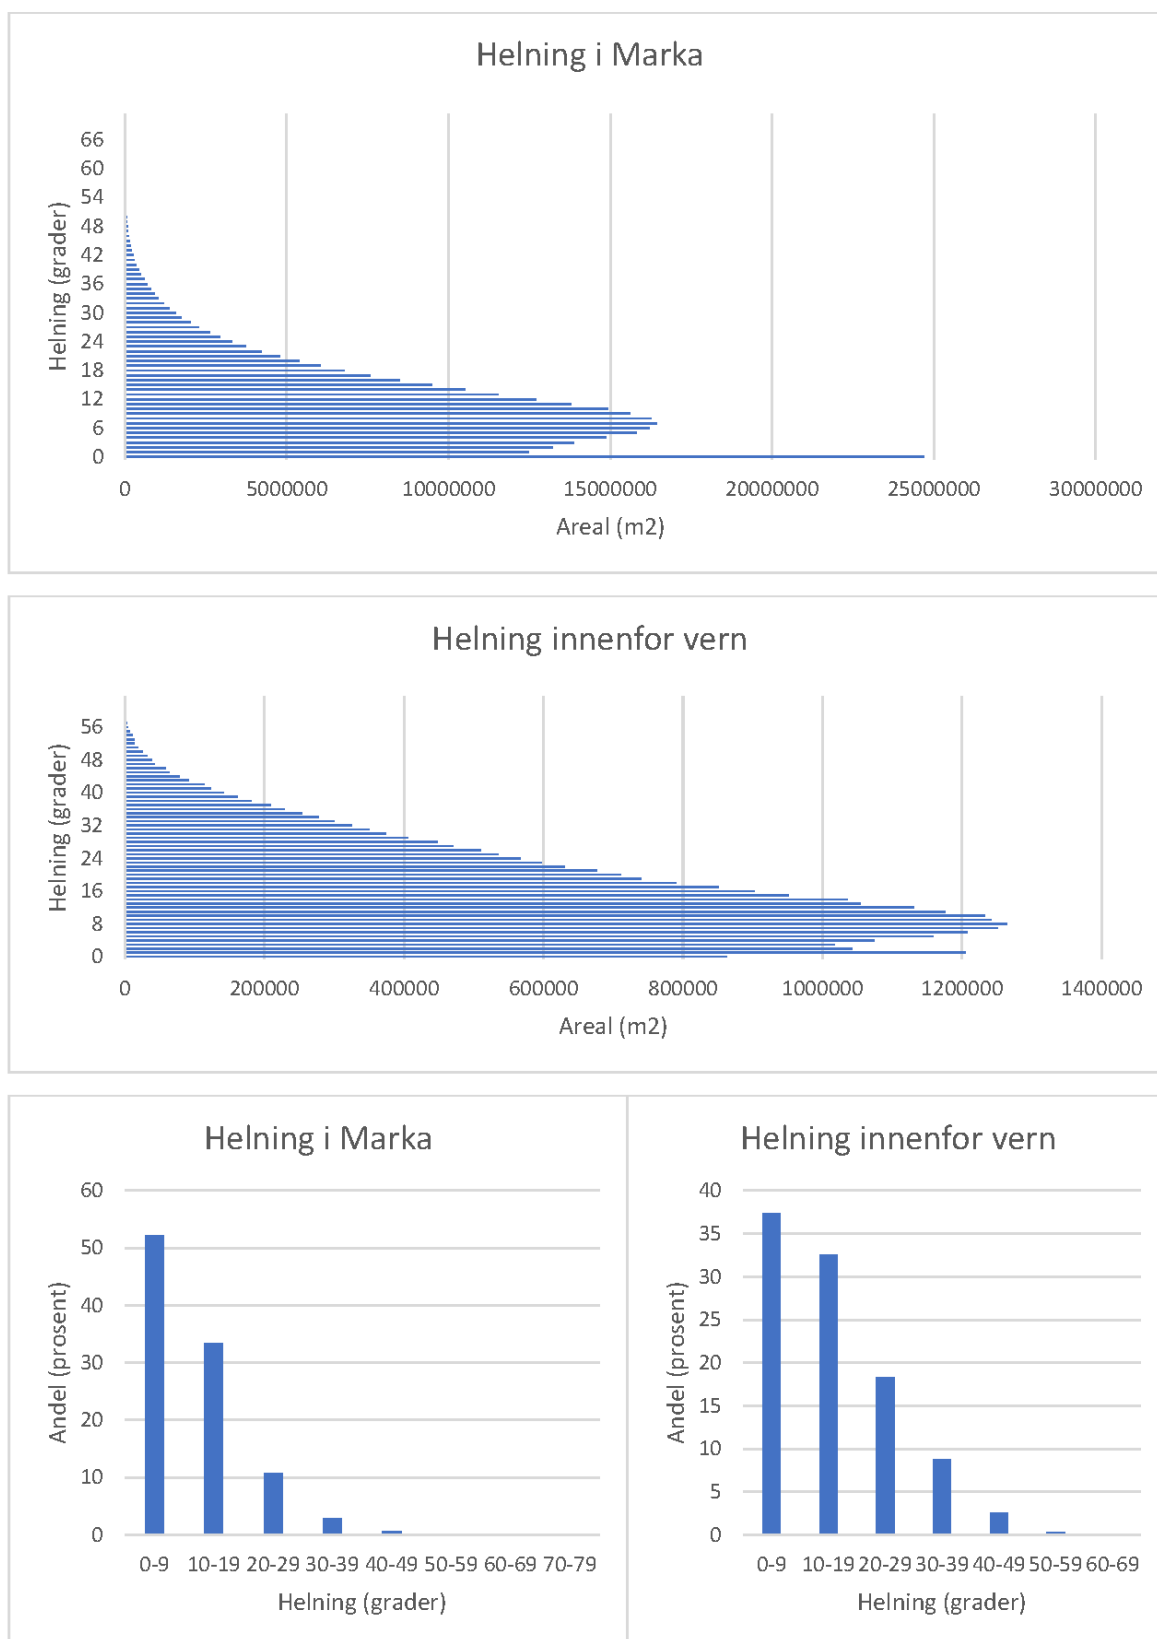 Helning i Marka
66
60
54
48
42
36
30
24
18
12
6
0
Helning (grader)
0 5000000 10000000 15000000 20000000 25000000 30000000
Areal (m2)
Helning innenfor vern
56
48
40
32
24
16
8
0
Helning (grader)
0 200000 400000 600000 800000 1000000 1200000 1400000
Areal (m2)
Helning i Marka
60
50
40
30
20
10
0
Andel (prosent)
0-9 10-19 20-29 30-39 40-49 50-59 60-69 70-79
Helning (grader)
Helning innenfor vern
40
35
30
25
20
15
10
5
0
Andel (prosent)
0-9 10-19 20-29 30-39 40-49 50-59 60-69
Helning (grader)